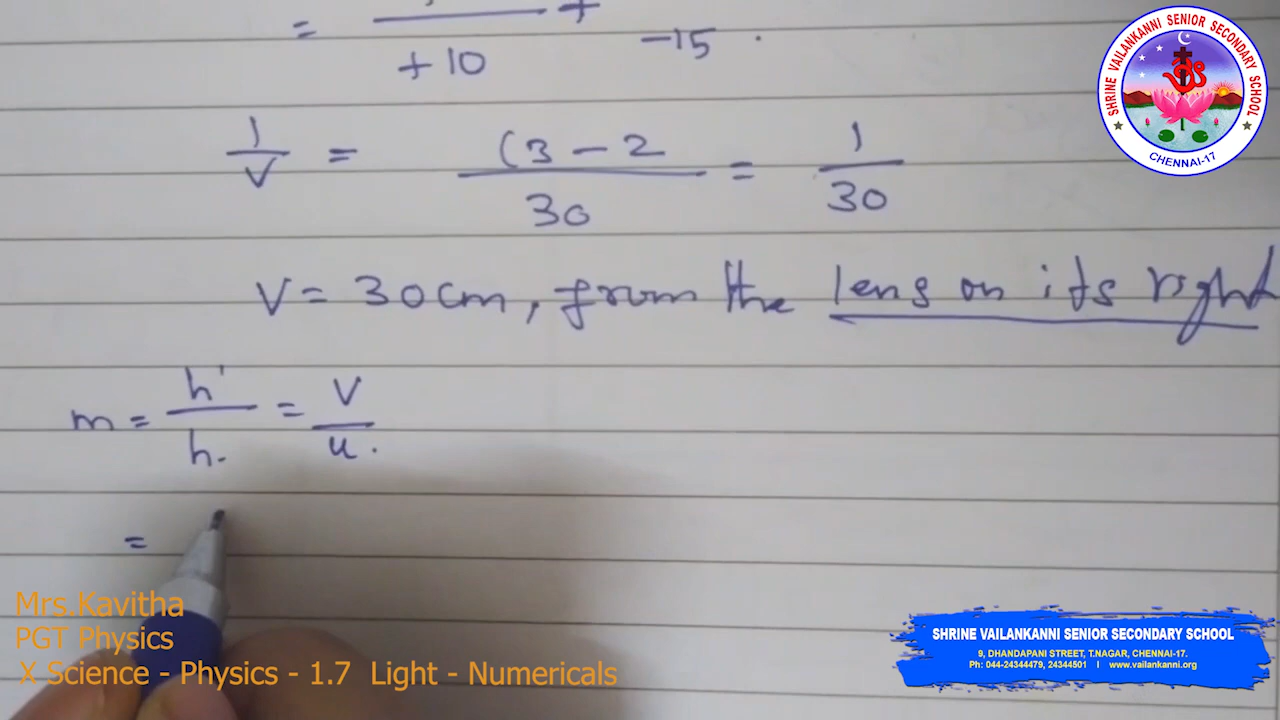 = +
+10 -15 .
1/v = (3 - 2/30 = 1/30
V = 30cm, from the lens on its right
m = h'/h. = v/u.
=
SHRINE VAILANKANNI SENIOR SECONDARY SCHOOL
CHENNAI-17
Mrs.Kavitha
PGT Physics
X Science - Physics - 1.7 Light - Numericals
SHRINE VAILANKANNI SENIOR SECONDARY SCHOOL
9, DHANDAPANI STREET, T.NAGAR, CHENNAI-17.
Ph: 044-24344479, 24344501 | www.vailankanni.org